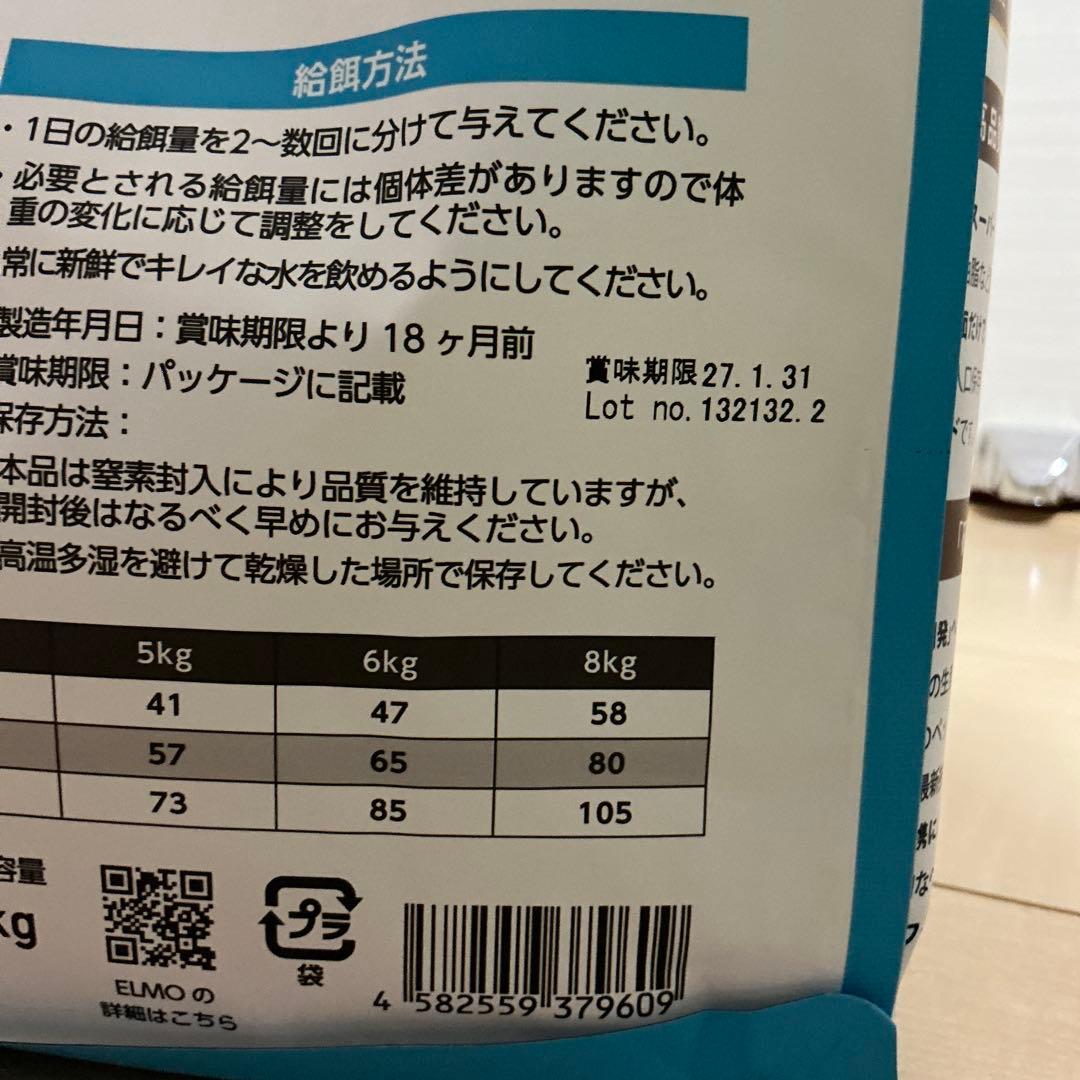 給餌方法
・1日の給餌量を2～数回に分けて与えてください。
・必要とされる給餌量には個体差がありますので体
重の変化に応じて調整をしてください。
常に新鮮でキレイな水を飲めるようにしてください。
製造年月日：賞味期限より 18 ヶ月前
賞味期限：パッケージに記載
賞味期限27.1.31
Lot no.132132.2
保存方法：
本品は窒素封入により品質を維持していますが、
開封後はなるべく早めにお与えください。
高温多湿を避けて乾燥した場所で保存してください。
5kg 6kg 8kg
41 47 58
57 65 80
73 85 105
容量
kg
ELMO の
詳細はこちら
プラ
袋
4 582559 379609
スーパー